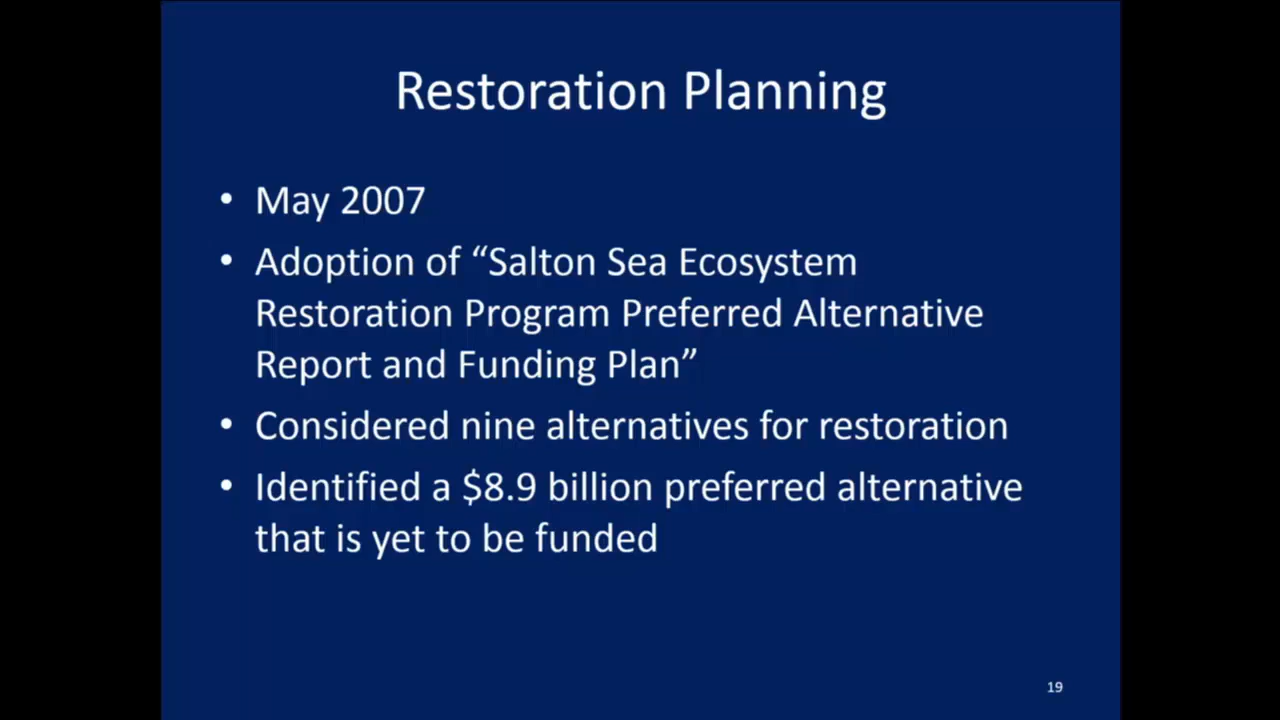 Restoration Planning
• May 2007
• Adoption of “Salton Sea Ecosystem
Restoration Program Preferred Alternative
Report and Funding Plan”
• Considered nine alternatives for restoration
• Identified a $8.9 billion preferred alternative
that is yet to be funded
19